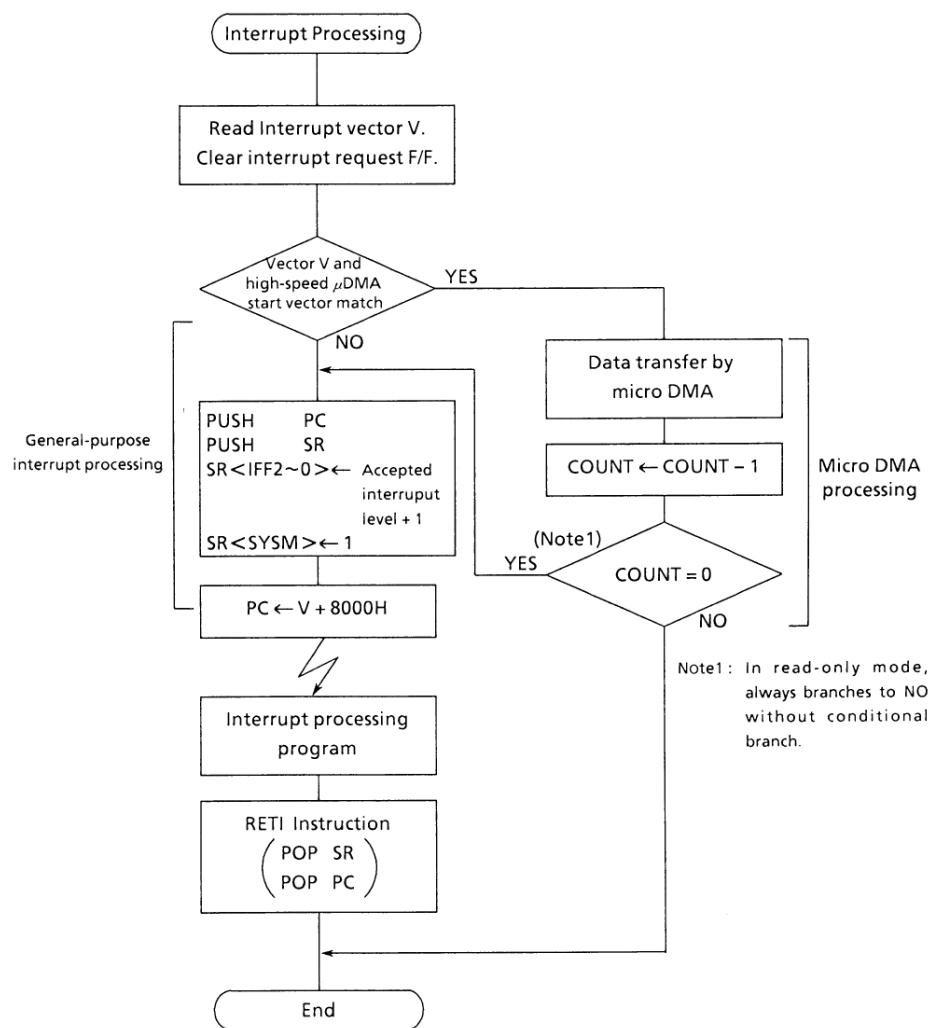 Interrupt Processing
Read Interrupt vector V.
Clear interrupt request F/F.
Vector V and
high-speed μDMA
start vector match
YES
NO
Data transfer by
micro DMA
COUNT ← COUNT – 1
(Note1)
YES
COUNT = 0
NO
Micro DMA
processing
Note1: In read-only mode,
always branches to NO
without conditional
branch.
General-purpose
interrupt processing
PUSH PC
PUSH SR
SR<IFF2~0>← Accepted
interruput
level + 1
SR<SYSM>← 1
PC ← V + 8000H
Interrupt processing
program
RETI Instruction
(POP SR
POP PC)
End